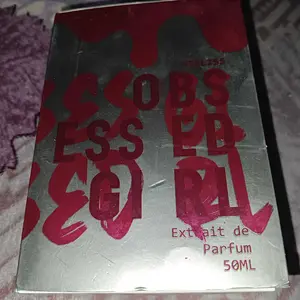 OBS
ESS ED
GI RL
Extrait de
Parfum
50ML